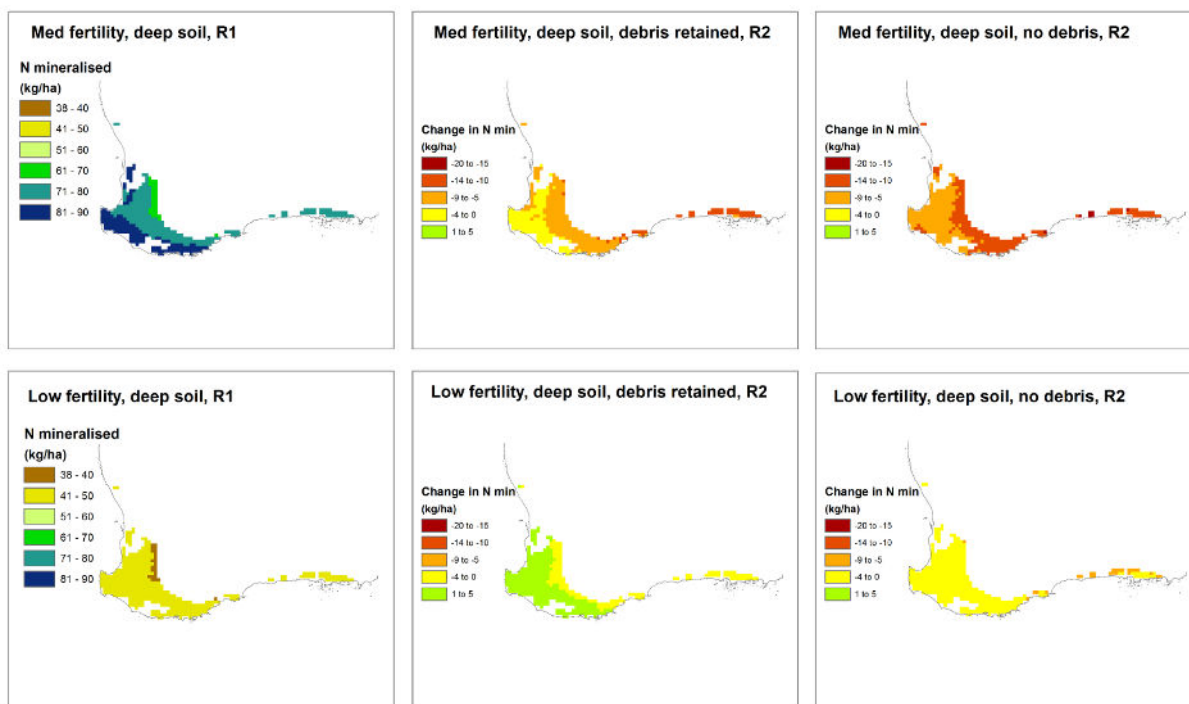 Med fertility, deep soil, R1
N mineralised
(kg/ha)
38 - 40
41 - 50
51 - 60
61 - 70
71 - 80
81 - 90
Med fertility, deep soil, debris retained, R2
Change in N min
(kg/ha)
-20 to -15
-14 to -10
-9 to -5
-4 to 0
1 to 5
Med fertility, deep soil, no debris, R2
Change in N min
(kg/ha)
-20 to -15
-14 to -10
-9 to -5
-4 to 0
1 to 5
Low fertility, deep soil, R1
N mineralised
(kg/ha)
38 - 40
41 - 50
51 - 60
61 - 70
71 - 80
81 - 90
Low fertility, deep soil, debris retained, R2
Change in N min
(kg/ha)
-20 to -15
-14 to -10
-9 to -5
-4 to 0
1 to 5
Low fertility, deep soil, no debris, R2
Change in N min
(kg/ha)
-20 to -15
-14 to -10
-9 to -5
-4 to 0
1 to 5